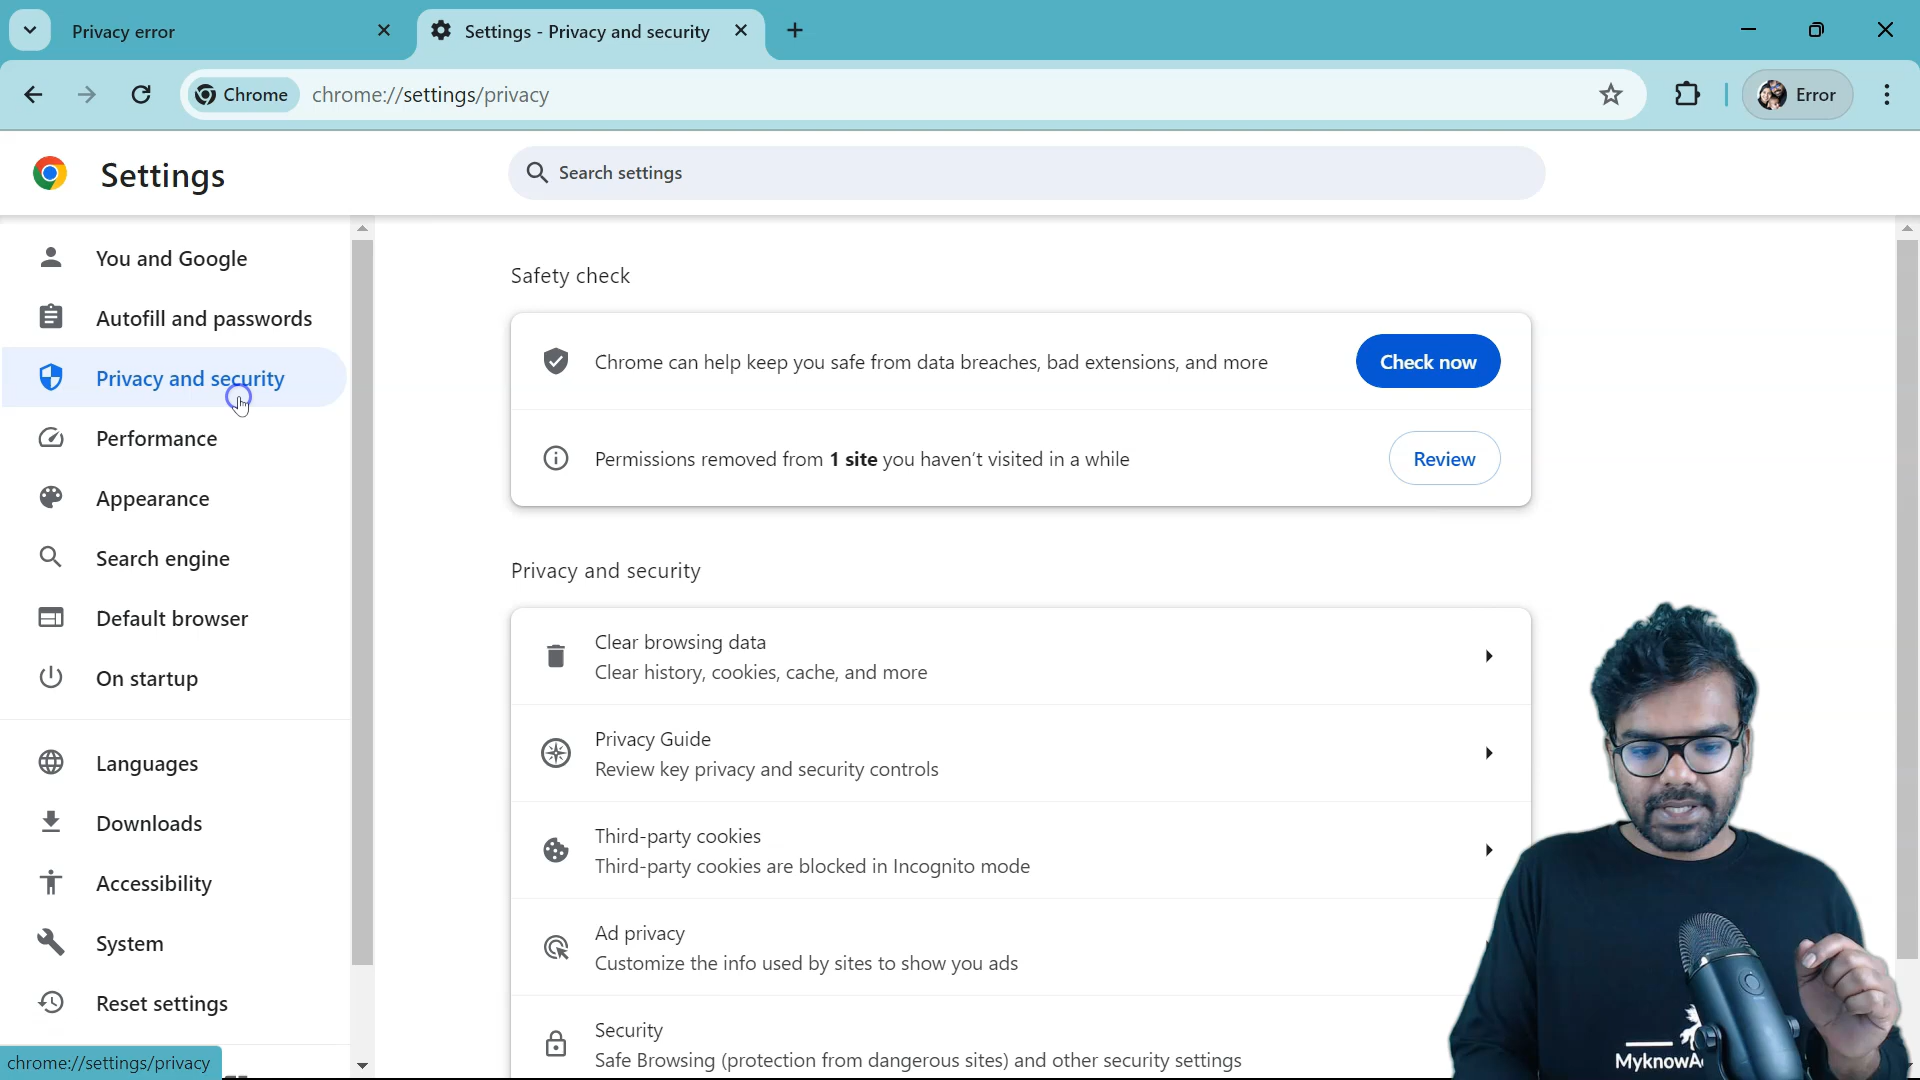 Privacy error
Settings - Privacy and security
Chrome
chrome://settings/privacy
Error
Settings
Search settings
You and Google
Autofill and passwords
Privacy and security
Performance
Appearance
Search engine
Default browser
On startup
Languages
Downloads
Accessibility
System
Reset settings
chrome://settings/privacy
Safety check
Chrome can help keep you safe from data breaches, bad extensions, and more
Check now
Permissions removed from 1 site you haven't visited in a while
Review
Privacy and security
Clear browsing data
Clear history, cookies, cache, and more
Privacy Guide
Review key privacy and security controls
Third-party cookies
Third-party cookies are blocked in Incognito mode
Ad privacy
Customize the info used by sites to show you ads
Security
Safe Browsing (protection from dangerous sites) and other security settings